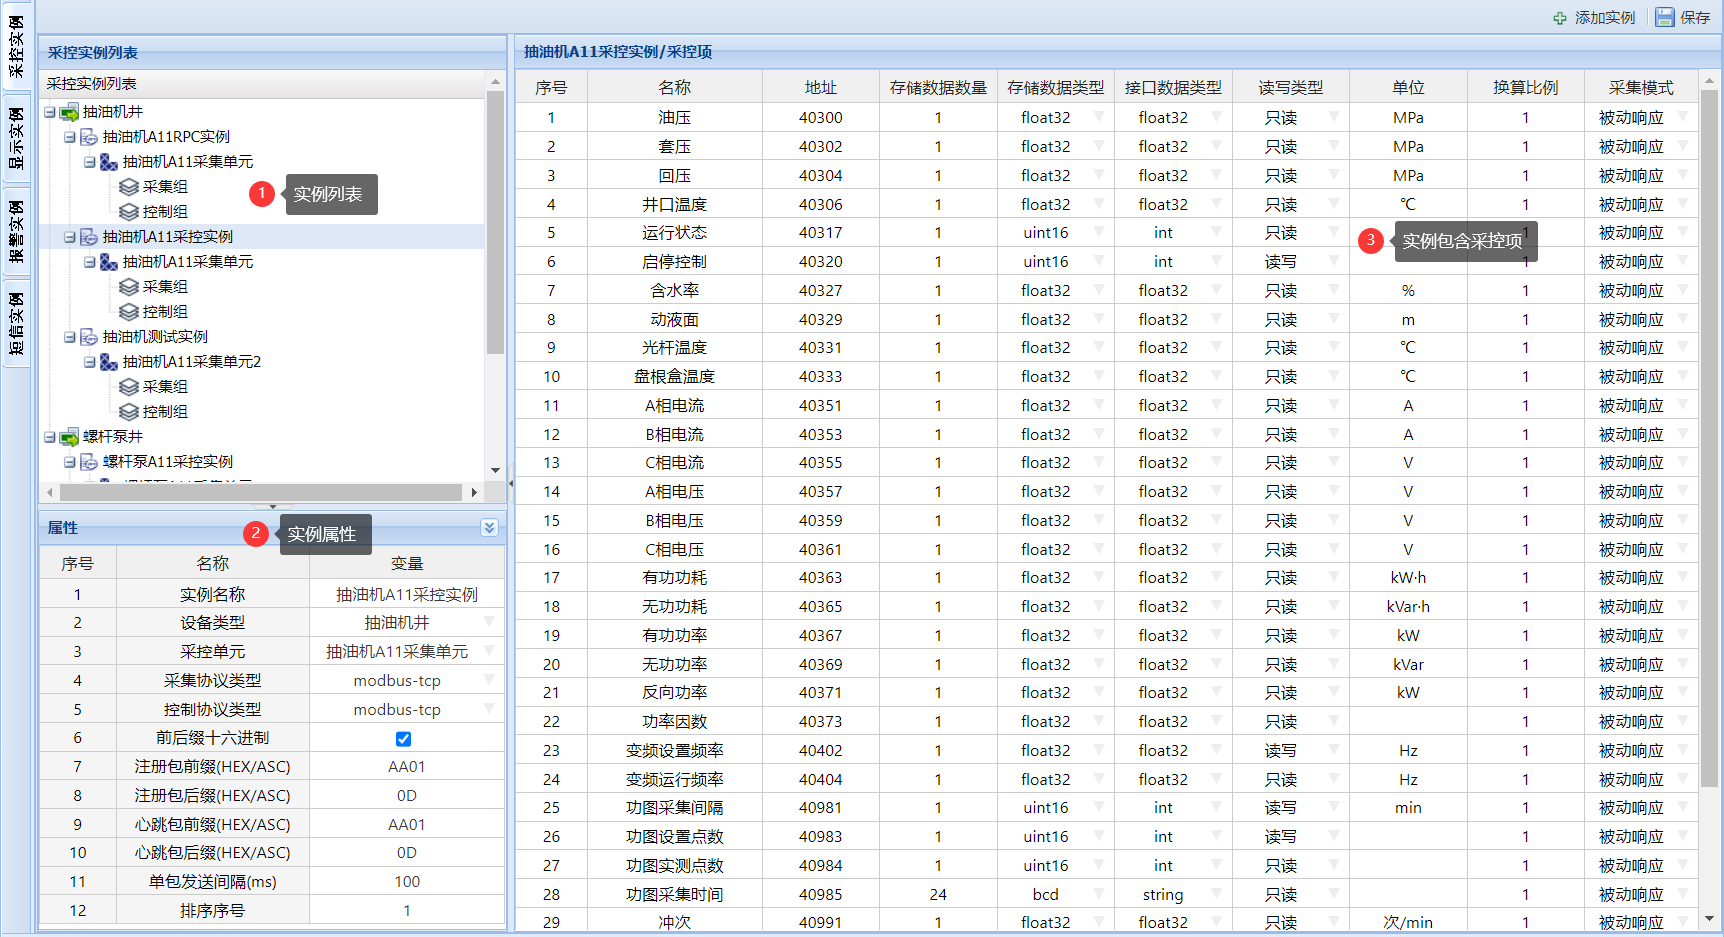 添加实例 保存
采控实例
显示实例
报警实例
短信实例
采控实例列表
采控实例列表
抽油机井
抽油机A11RPC实例
抽油机A11采集单元
采集组
控制组
1 实例列表
抽油机A11采控实例
抽油机A11采集单元
采集组
控制组
抽油机测试实例
抽油机A11采集单元2
采集组
控制组
螺杆泵井
螺杆泵A11采控实例
属性
2 实例属性
序号 名称 变量
1 实例名称 抽油机A11采控实例
2 设备类型 抽油机井
3 采控单元 抽油机A11采集单元
4 采集协议类型 modbus-tcp
5 控制协议类型 modbus-tcp
6 前后缀十六进制
7 注册包前缀(HEX/ASC) AA01
8 注册包后缀(HEX/ASC) 0D
9 心跳包前缀(HEX/ASC) AA01
10 心跳包后缀(HEX/ASC) 0D
11 单包发送间隔(ms) 100
12 排序序号 1
抽油机A11采控实例/采控项
序号 名称 地址 存储数据数量 存储数据类型 接口数据类型 读写类型 单位 换算比例 采集模式
1 油压 40300 1 float32 float32 只读 MPa 1 被动响应
2 套压 40302 1 float32 float32 只读 MPa 1 被动响应
3 回压 40304 1 float32 float32 只读 MPa 1 被动响应
4 井口温度 40306 1 float32 float32 只读 ℃ 1 被动响应
5 运行状态 40317 1 uint16 int 只读 1 被动响应
3 实例包含采控项
6 启停控制 40320 1 uint16 int 读写 1 被动响应
7 含水率 40327 1 float32 float32 只读 % 1 被动响应
8 动液面 40329 1 float32 float32 只读 m 1 被动响应
9 光杆温度 40331 1 float32 float32 只读 ℃ 1 被动响应
10 盘根盒温度 40333 1 float32 float32 只读 ℃ 1 被动响应
11 A相电流 40351 1 float32 float32 只读 A 1 被动响应
12 B相电流 40353 1 float32 float32 只读 A 1 被动响应
13 C相电流 40355 1 float32 float32 只读 V 1 被动响应
14 A相电压 40357 1 float32 float32 只读 V 1 被动响应
15 B相电压 40359 1 float32 float32 只读 V 1 被动响应
16 C相电压 40361 1 float32 float32 只读 V 1 被动响应
17 有功功耗 40363 1 float32 float32 只读 kW·h 1 被动响应
18 无功功耗 40365 1 float32 float32 只读 kVar·h 1 被动响应
19 有功功率 40367 1 float32 float32 只读 kW 1 被动响应
20 无功功率 40369 1 float32 float32 只读 kVar 1 被动响应
21 反向功率 40371 1 float32 float32 只读 kW 1 被动响应
22 功率因数 40373 1 float32 float32 只读 1 被动响应
23 变频设置频率 40402 1 float32 float32 读写 Hz 1 被动响应
24 变频运行频率 40404 1 float32 float32 只读 Hz 1 被动响应
25 功图采集间隔 40981 1 uint16 int 读写 min 1 被动响应
26 功图设置点数 40983 1 uint16 int 读写 1 被动响应
27 功图实测点数 40984 1 uint16 int 只读 1 被动响应
28 功图采集时间 40985 24 bcd string 只读 1 被动响应
29 冲次 40991 1 float32 float32 只读 次/min 1 被动响应